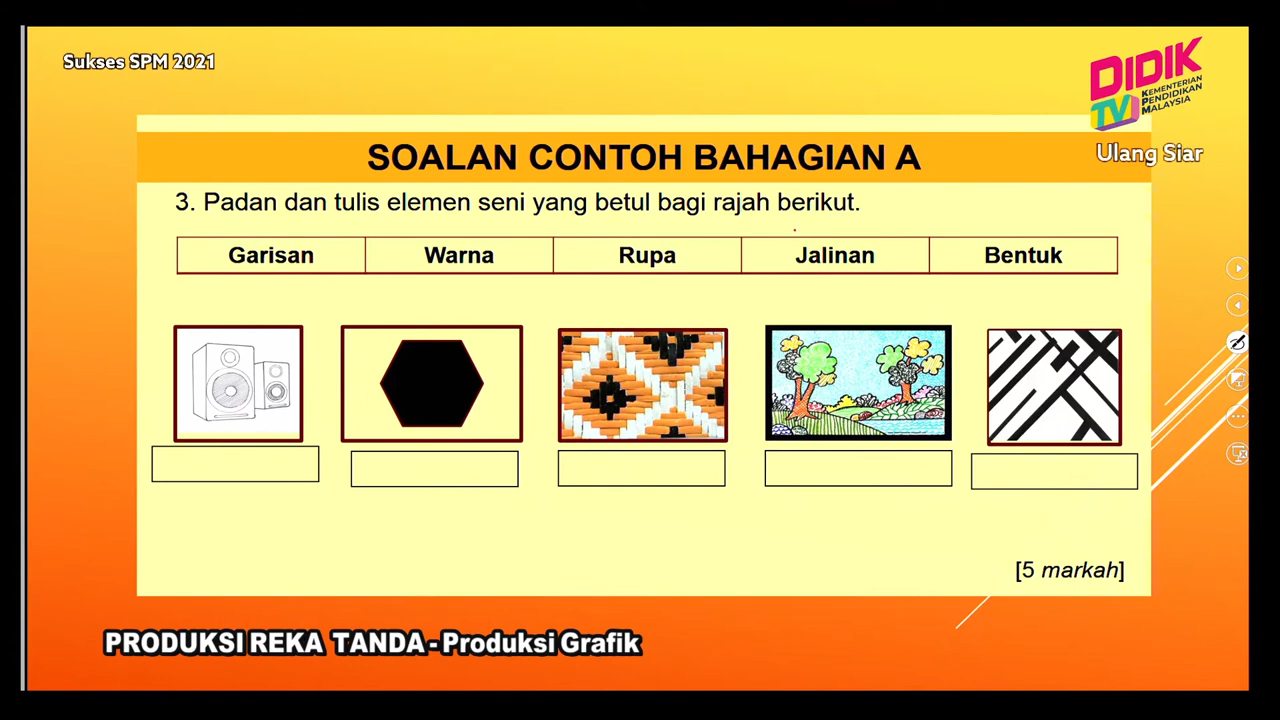 Sukses SPM 2021
DIDIK
TV
KEMENTERIAN
PENDIDIKAN
MALAYSIA
Ulang Siar
SOALAN CONTOH BAHAGIAN A
3. Padan dan tulis elemen seni yang betul bagi rajah berikut.
Garisan Warna Rupa Jalinan Bentuk
[5 markah]
PRODUKSI REKA TANDA - Produksi Grafik